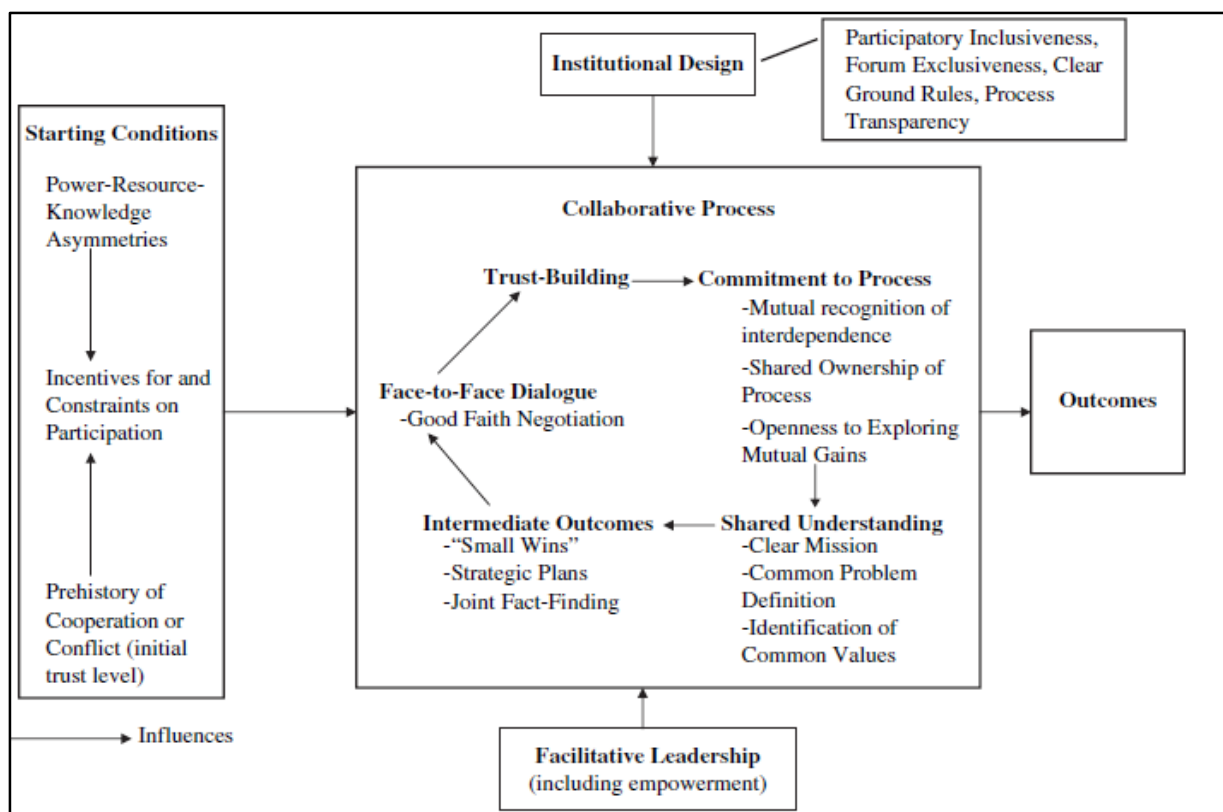 Institutional Design
Participatory Inclusiveness,
Forum Exclusiveness, Clear
Ground Rules, Process
Transparency
Starting Conditions
Power-Resource-
Knowledge
Asymmetries
Incentives for and
Constraints on
Participation
Prehistory of
Cooperation or
Conflict (initial
trust level)
Collaborative Process
Trust-Building
Commitment to Process
-Mutual recognition of
interdependence
-Shared Ownership of
Process
-Openness to Exploring
Mutual Gains
Face-to-Face Dialogue
-Good Faith Negotiation
Intermediate Outcomes
-“Small Wins”
-Strategic Plans
-Joint Fact-Finding
Shared Understanding
-Clear Mission
-Common Problem
Definition
-Identification of
Common Values
Outcomes
Influences
Facilitative Leadership
(including empowerment)